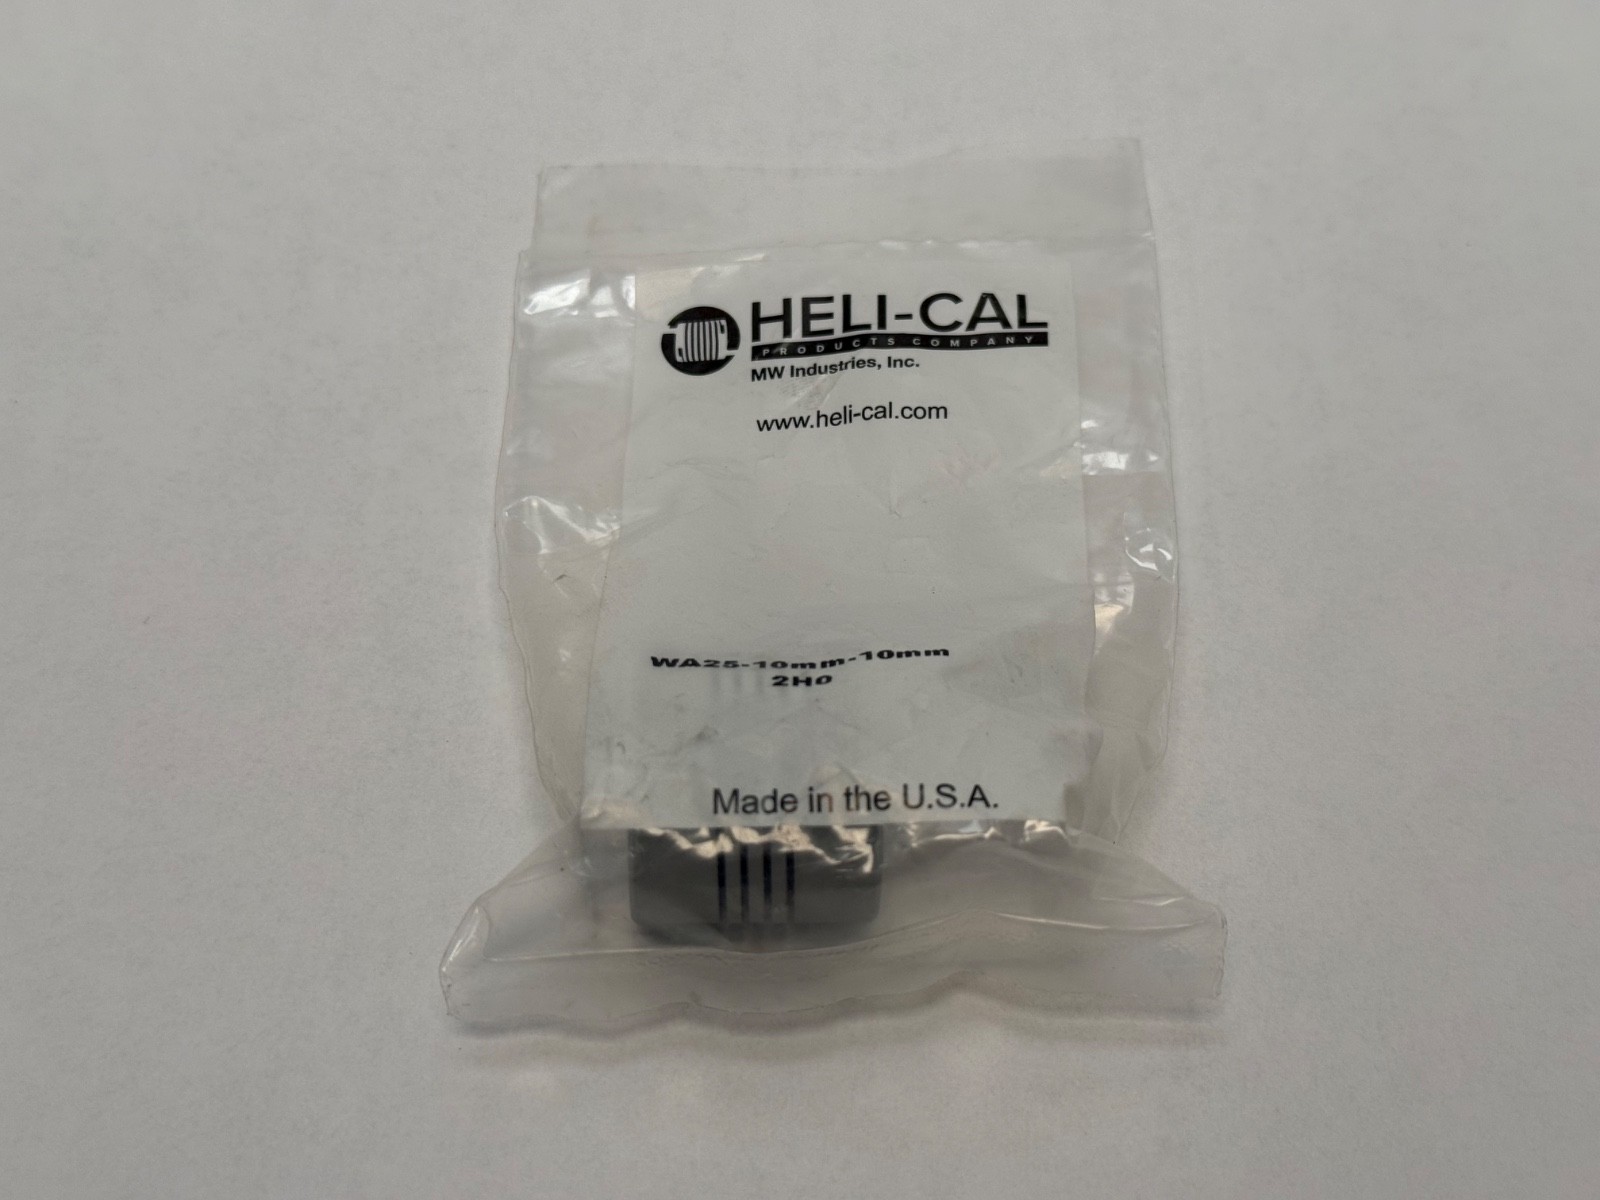 HELI-CAL
PRODUCTS COMPANY
MW Industries, Inc.
www.heli-cal.com
WA25-10mm-10mm
2H0
Made in the U.S.A.